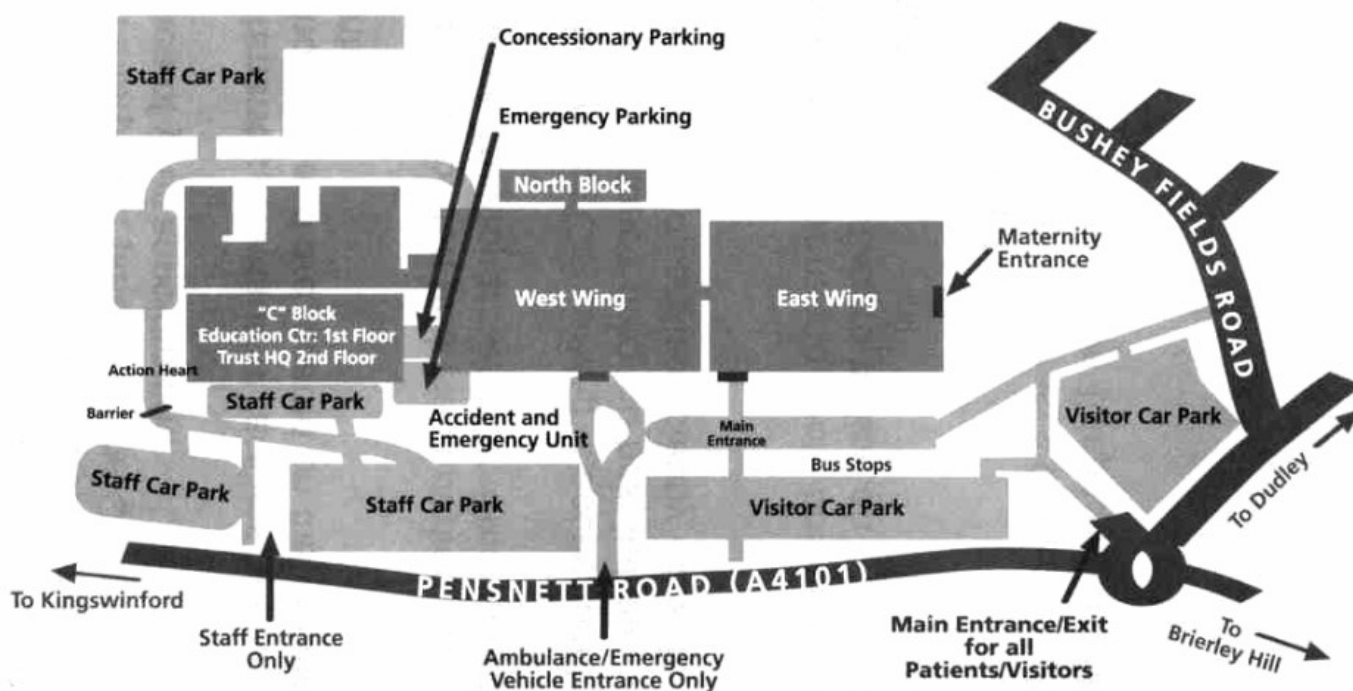 Concessionary Parking
Staff Car Park
Emergency Parking
BUSHEY FIELDS ROAD
North Block
Maternity
Entrance
West Wing
East Wing
"C" Block
Education Ctr: 1st Floor
Trust HQ 2nd Floor
Action Heart
Barrier
Staff Car Park
Accident and
Emergency Unit
Main
Entrance
Visitor Car Park
Bus Stops
Staff Car Park
Staff Car Park
Visitor Car Park
To Dudley
PENSNETT ROAD (A4101)
To Kingswinford
Staff Entrance
Only
Ambulance/Emergency
Vehicle Entrance Only
Main Entrance/Exit
for all
Patients/Visitors
To
Brierley Hill